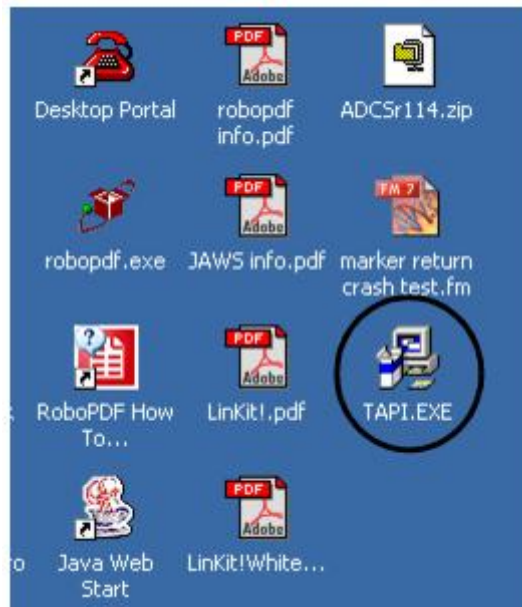 Desktop Portal
PDF
Adobe
robopdf
info.pdf
ADCSr114.zip
robopdf.exe
PDF
Adobe
JAWS info.pdf
FM 7
marker return
crash test.fm
RoboPDF How
To...
PDF
Adobe
LinKit!.pdf
TAPI.EXE
ro
Java Web
Start
PDF
Adobe
LinKit!White...